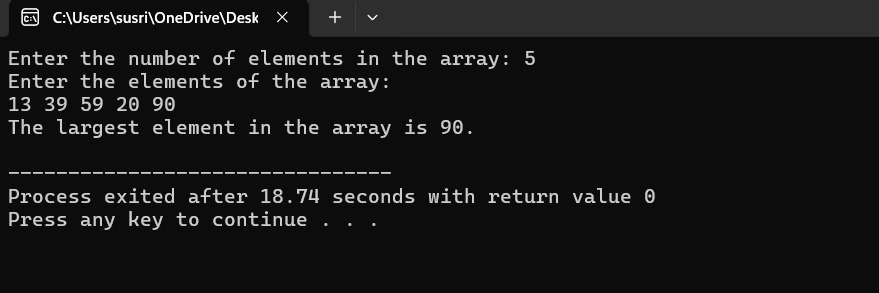 C:\Users\susri\OneDrive\Desk
Enter the number of elements in the array: 5
Enter the elements of the array:
13 39 59 20 90
The largest element in the array is 90.
--------------------------------
Process exited after 18.74 seconds with return value 0
Press any key to continue . . .